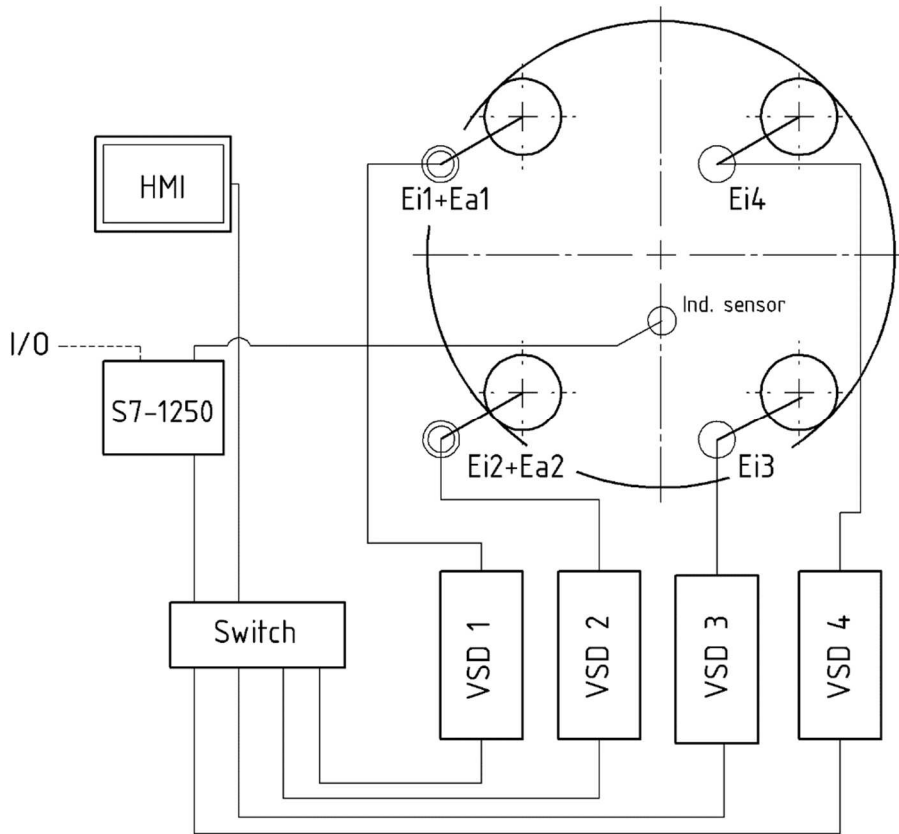 HMI
Ei1+Ea1
Ei4
Ind. sensor
I/O
S7-1250
Ei2+Ea2
Ei3
Switch
VSD 1
VSD 2
VSD 3
VSD 4